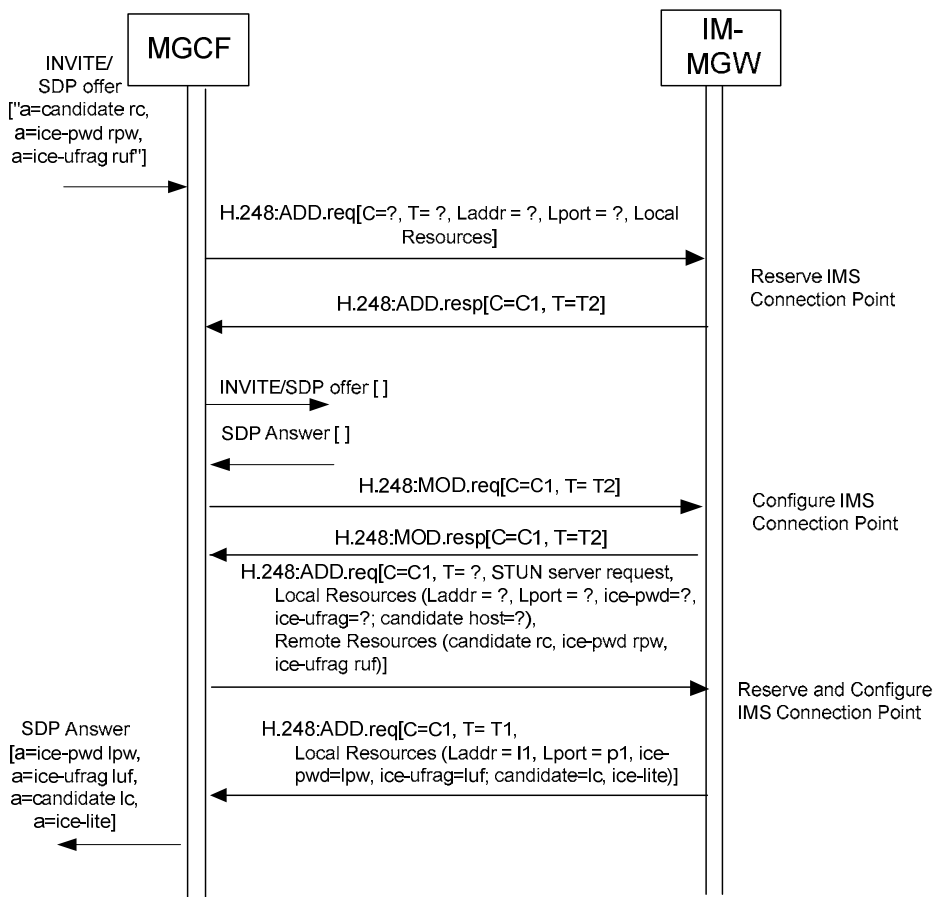 MGCF
IM-
MGW
INVITE/
SDP offer
["a=candidate rc,
a=ice-pwd rpw,
a=ice-ufrag ruf"]
H.248:ADD.req[C=?, T= ?, Laddr = ?, Lport = ?, Local
Resources]
Reserve IMS
Connection Point
H.248:ADD.resp[C=C1, T=T2]
INVITE/SDP offer [ ]
SDP Answer [ ]
H.248:MOD.req[C=C1, T= T2]
Configure IMS
Connection Point
H.248:MOD.resp[C=C1, T=T2]
H.248:ADD.req[C=C1, T= ?, STUN server request,
Local Resources (Laddr = ?, Lport = ?, ice-pwd=?,
ice-ufrag=?; candidate host=?),
Remote Resources (candidate rc, ice-pwd rpw,
ice-ufrag ruf)]
Reserve and Configure
IMS Connection Point
SDP Answer
[a=ice-pwd lpw,
a=ice-ufrag luf,
a=candidate lc,
a=ice-lite]
H.248:ADD.req[C=C1, T= T1,
Local Resources (Laddr = l1, Lport = p1, ice-
pwd=lpw, ice-ufrag=luf; candidate=lc, ice-lite)]